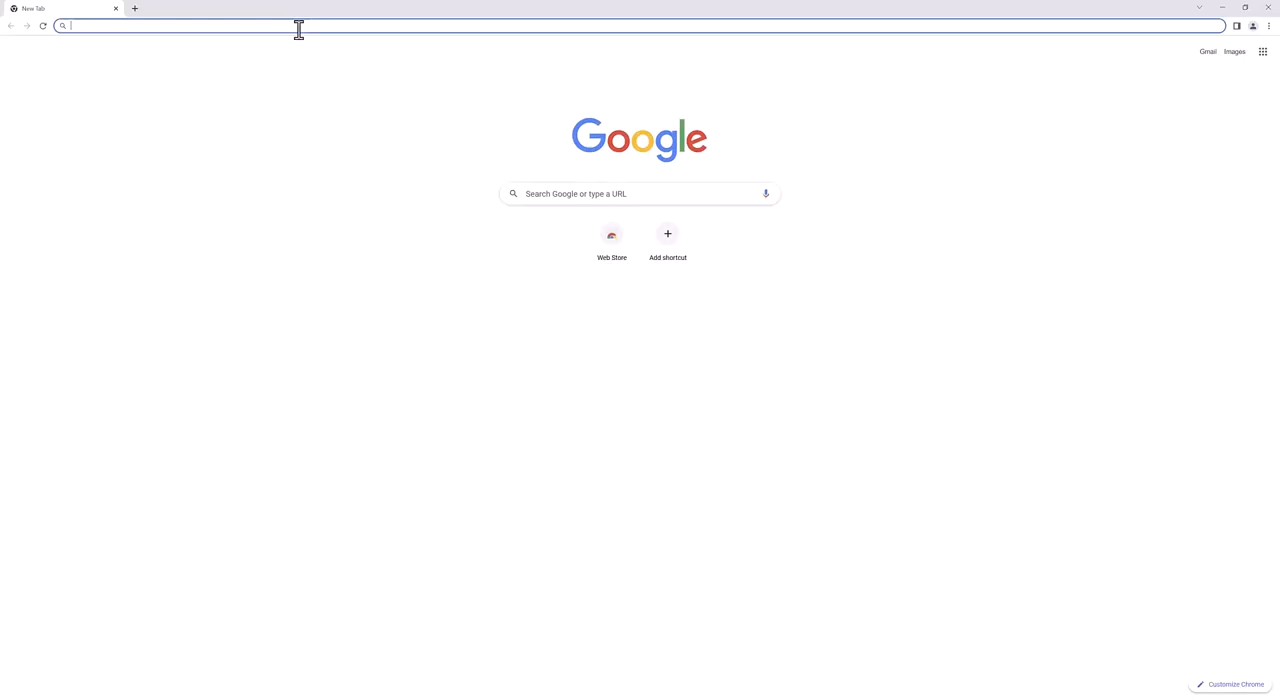 New Tab
Gmail Images
Google
Search Google or type a URL
Web Store Add shortcut
Customize Chrome